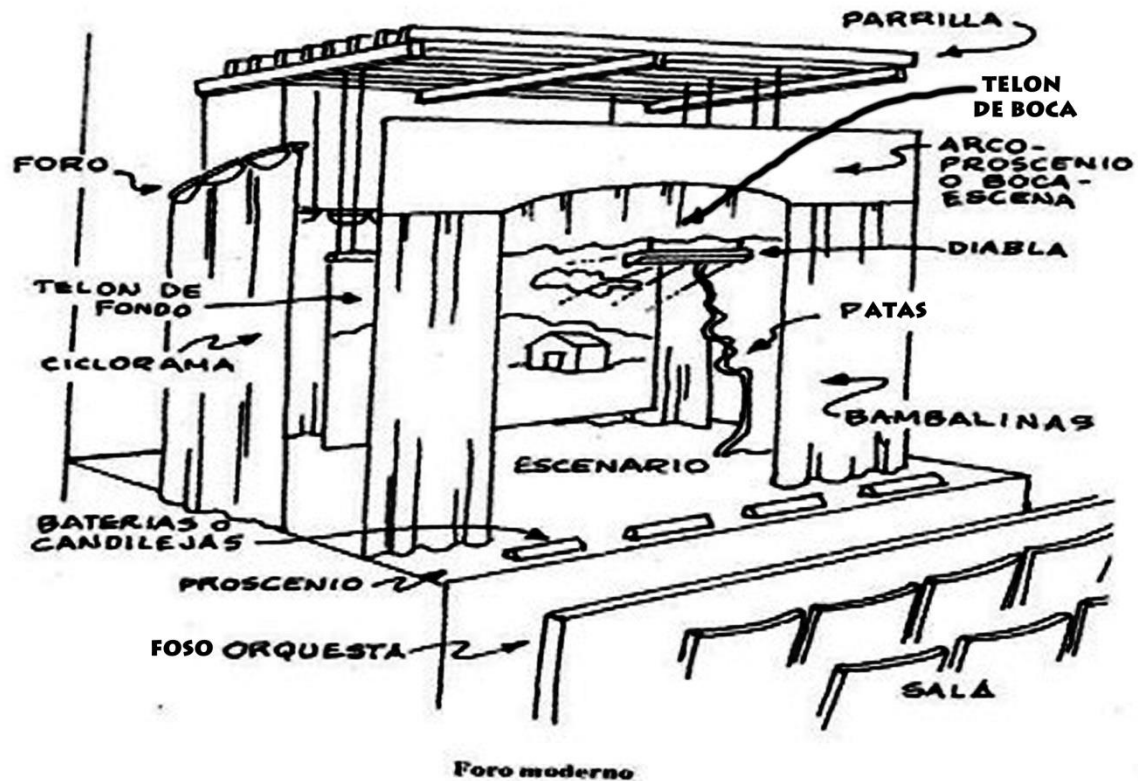 PARRILLA
TELON
DE BOCA
ARCO-
PROSCENIO
O BOCA-
ESCENA
FORO
DIABLA
TELON DE
FONDO
PATAS
CICLORAMA
BAMBALINAS
ESCENARIO
BATERIAS o
CANDILEJAS
PROSCENIO
FOSO ORQUESTA
SALA
Foro moderno